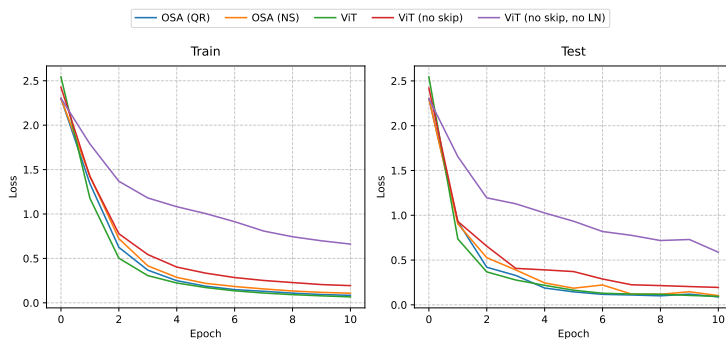 OSA (QR) OSA (NS) ViT ViT (no skip) ViT (no skip, no LN)
Train
Loss
2.5
2.0
1.5
1.0
0.5
0.0
0 2 4 6 8 10
Epoch
Test
Loss
2.5
2.0
1.5
1.0
0.5
0.0
0 2 4 6 8 10
Epoch